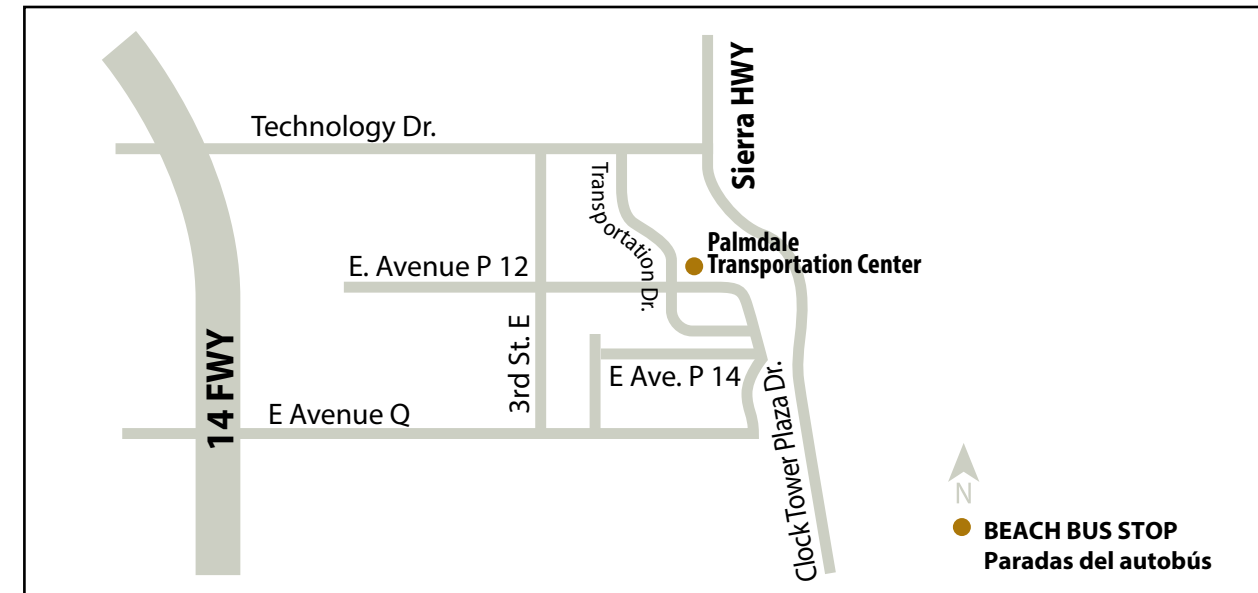 Technology Dr.
Sierra HWY
Transportation Dr.
Palmdale
Transportation Center
E. Avenue P 12
14 FWY
3rd St. E
E Ave. P 14
E Avenue Q
Clock Tower Plaza Dr.
N
BEACH BUS STOP
Paradas del autobús